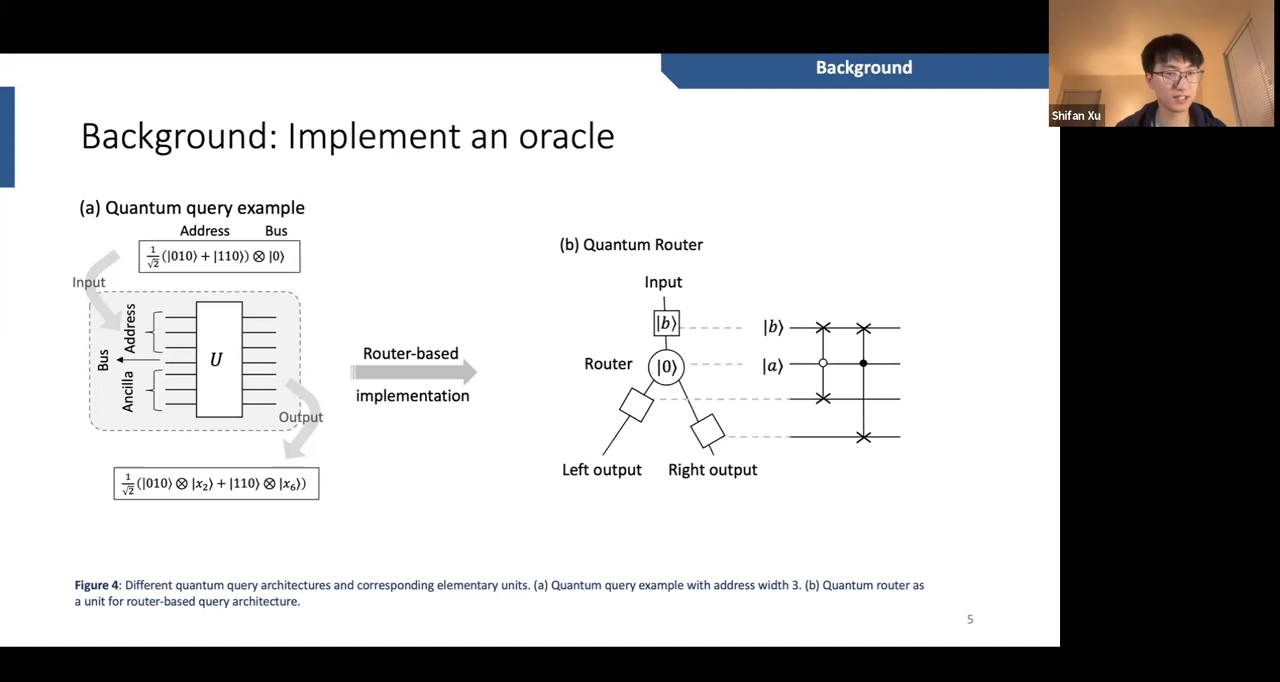 Background
Shifan Xu
Background: Implement an oracle
(a) Quantum query example
Address Bus
1/√2(|010⟩ + |110⟩) ⊗ |0⟩
Input
Address
Bus
Ancilla
U
Output
1/√2(|010⟩ ⊗ |x₂⟩ + |110⟩ ⊗ |x₆⟩)
Router-based
implementation
(b) Quantum Router
Input
|b⟩
|b⟩
Router
|0⟩
|a⟩
Left output
Right output
Figure 4: Different quantum query architectures and corresponding elementary units. (a) Quantum query example with address width 3. (b) Quantum router as
a unit for router-based query architecture.
5